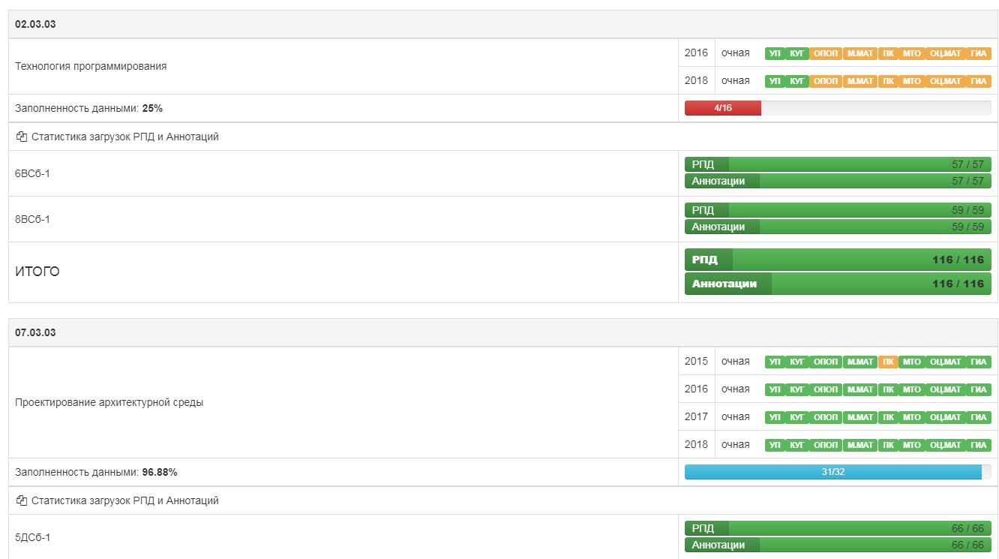 02.03.03
Технология программирования
2016 очная УП КУГ ОПОП М.МАТ ПК МТО ОЦ.МАТ ГИА
2018 очная УП КУГ ОПОП М.МАТ ПК МТО ОЦ.МАТ ГИА
Заполненность данными: 25% 4/16
Статистика загрузок РПД и Аннотаций
6ВСб-1
РПД 57 / 57
Аннотации 57 / 57
8ВСб-1
РПД 59 / 59
Аннотации 59 / 59
ИТОГО
РПД 116 / 116
Аннотации 116 / 116
07.03.03
Проектирование архитектурной среды
2015 очная УП КУГ ОПОП М.МАТ ПК МТО ОЦ.МАТ ГИА
2016 очная УП КУГ ОПОП М.МАТ ПК МТО ОЦ.МАТ ГИА
2017 очная УП КУГ ОПОП М.МАТ ПК МТО ОЦ.МАТ ГИА
2018 очная УП КУГ ОПОП М.МАТ ПК МТО ОЦ.МАТ ГИА
Заполненность данными: 96.88% 31/32
Статистика загрузок РПД и Аннотаций
5ДСб-1
РПД 66 / 66
Аннотации 66 / 66